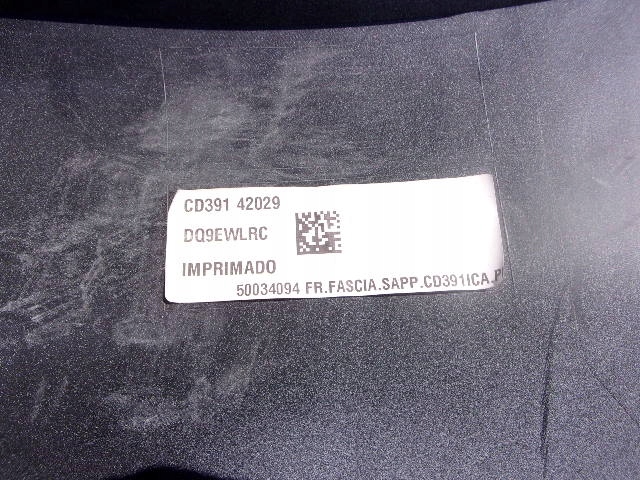 CD391 42029
DQ9EWLRC
IMPRIMADO
50034094 FR.FASCIA.SAPP.CD391ICA.P